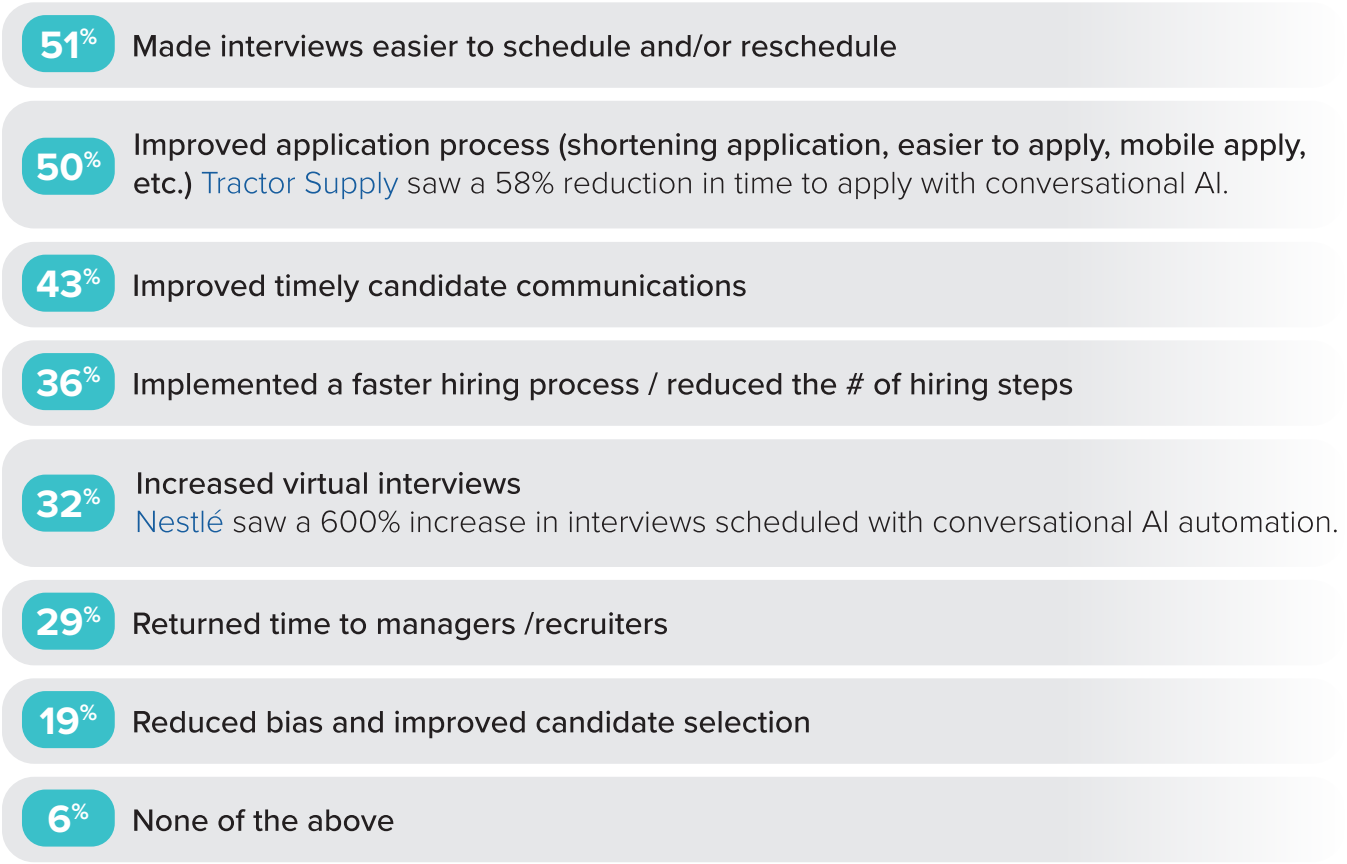 51% Made interviews easier to schedule and/or reschedule
50% Improved application process (shortening application, easier to apply, mobile apply,
etc.) Tractor Supply saw a 58% reduction in time to apply with conversational AI.
43% Improved timely candidate communications
36% Implemented a faster hiring process / reduced the # of hiring steps
32% Increased virtual interviews
Nestlé saw a 600% increase in interviews scheduled with conversational AI automation.
29% Returned time to managers /recruiters
19% Reduced bias and improved candidate selection
6% None of the above